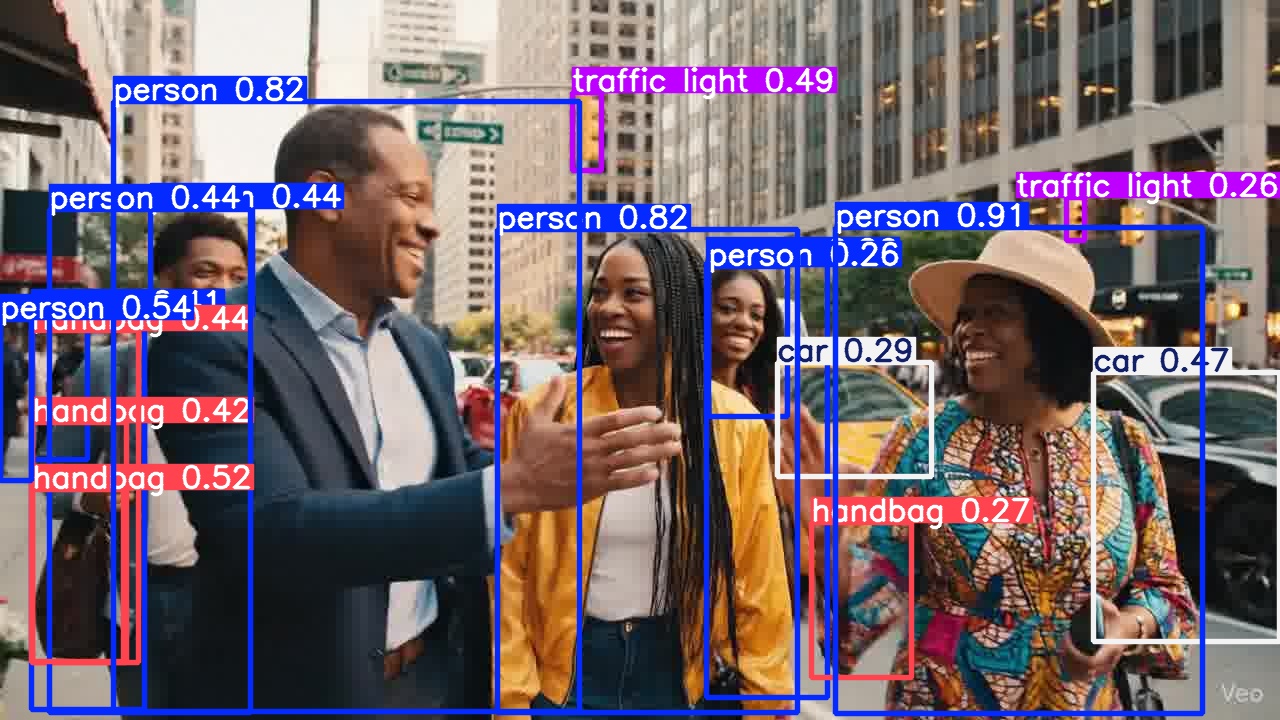 traffic light 0.49
person 0.82
traffic light 0.26
person 0.44
0.44
person 0.82
person 0.91
person 0.26
person 0.54
handbag 0.44
car 0.29
car 0.47
handbag 0.42
handbag 0.52
handbag 0.27
Veo